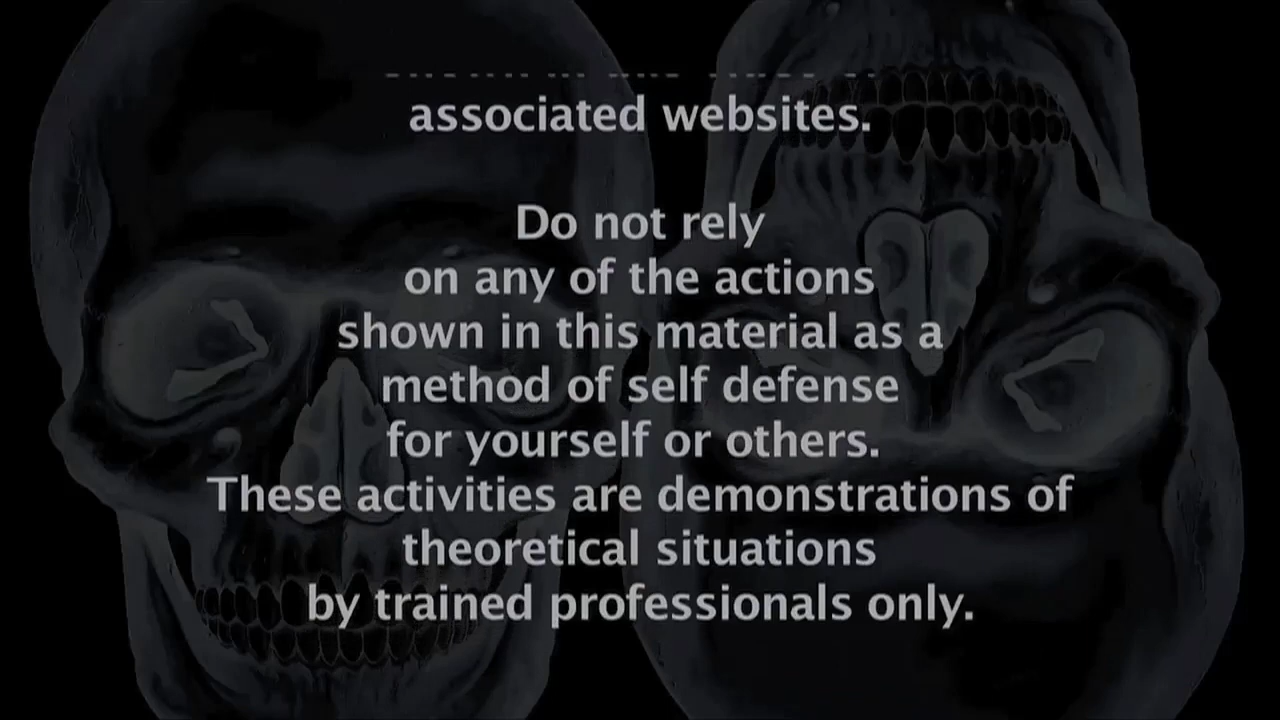 associated websites.
Do not rely
on any of the actions
shown in this material as a
method of self defense
for yourself or others.
These activities are demonstrations of
theoretical situations
by trained professionals only.